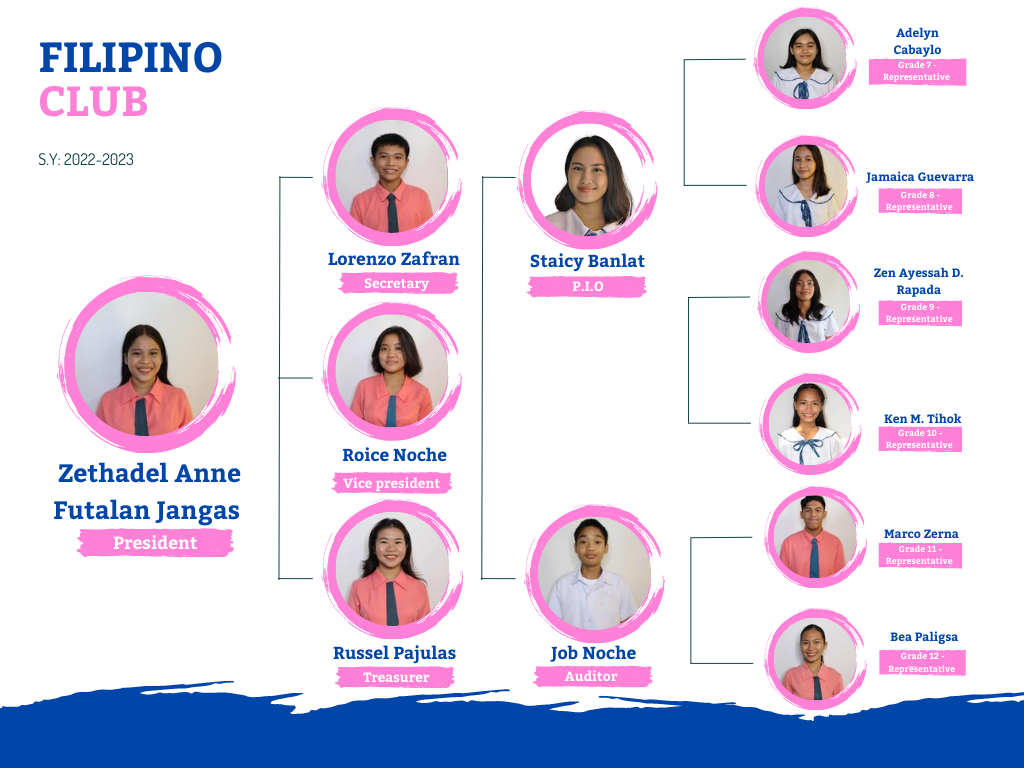 FILIPINO
CLUB
S.Y: 2022-2023
Zethadel Anne
Futalan Jangas
President
Lorenzo Zafran
Secretary
Roice Noche
Vice president
Russel Pajulas
Treasurer
Staicy Banlat
P.I.O
Job Noche
Auditor
Adelyn
Cabaylo
Grade 7 -
Representative
Jamaica Guevarra
Grade 8 -
Representative
Zen Ayessah D.
Rapada
Grade 9 -
Representative
Ken M. Tihok
Grade 10 -
Representative
Marco Zerna
Grade 11 -
Representative
Bea Paligsa
Grade 12 -
Representative